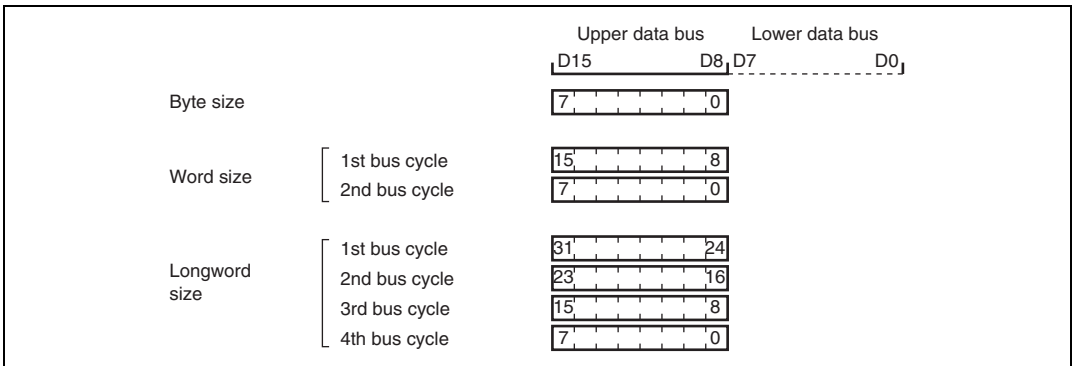 Upper data bus Lower data bus
D15 D8 D7 D0
Byte size 7 0
Word size
1st bus cycle 15 8
2nd bus cycle 7 0
Longword size
1st bus cycle 31 24
2nd bus cycle 23 16
3rd bus cycle 15 8
4th bus cycle 7 0